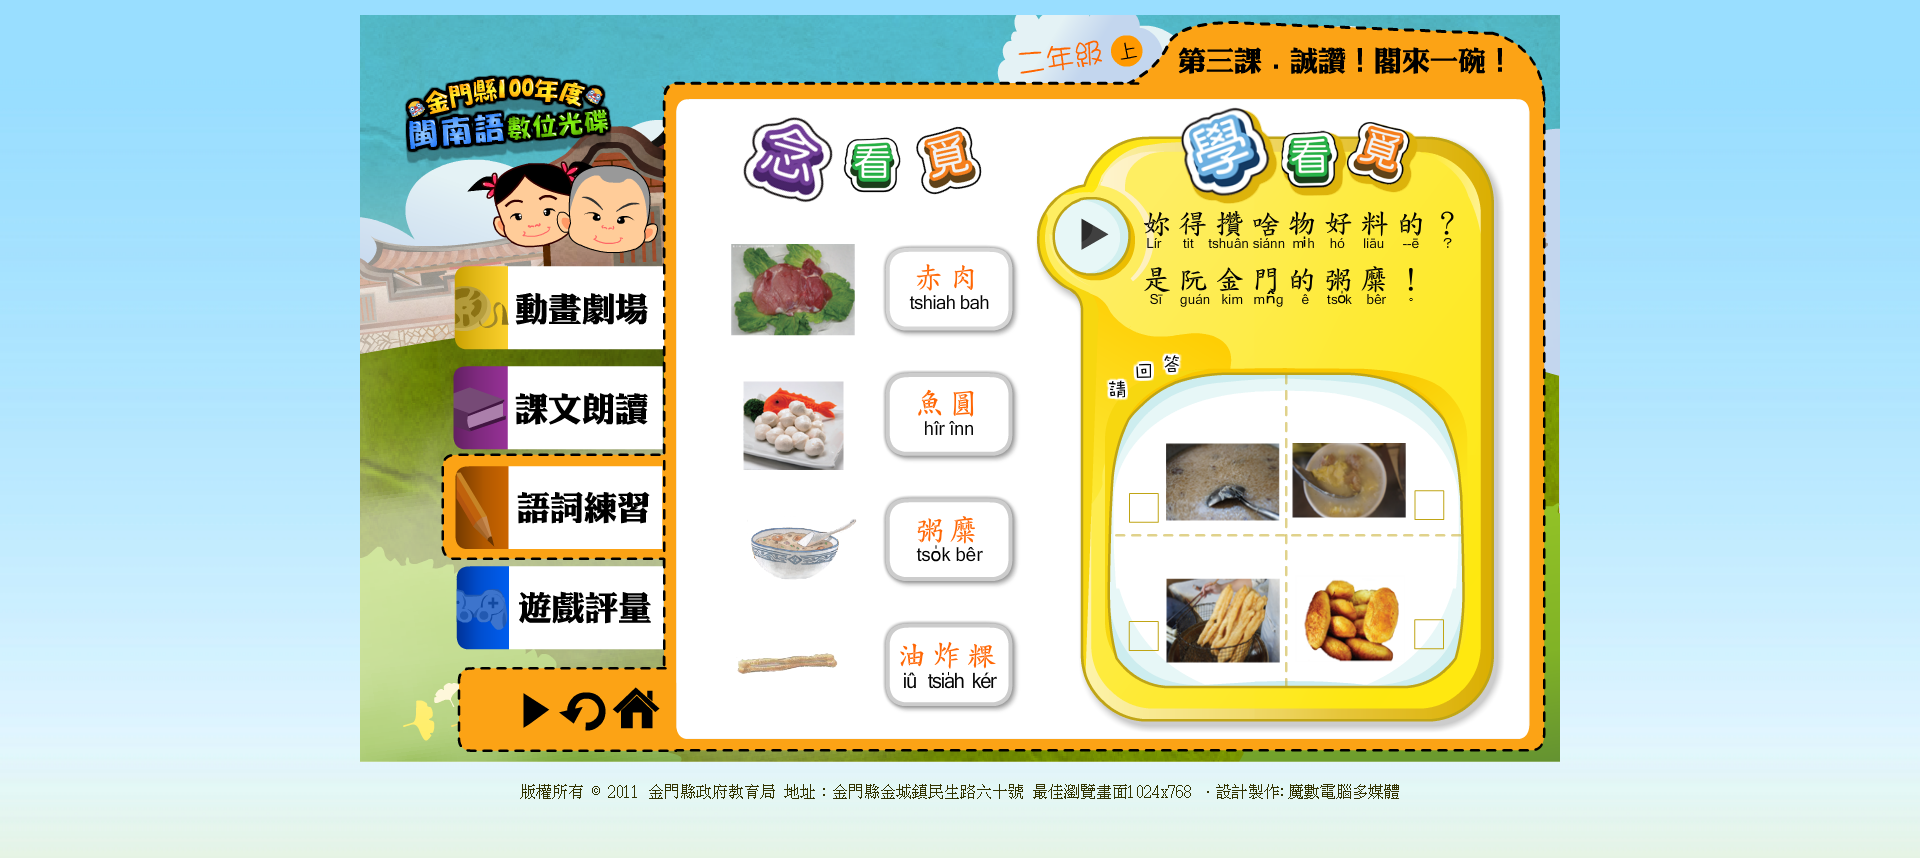 二年級 上
第三課．誠讚！閣來一碗！
金門縣100年度
閩南語數位光碟
動畫劇場
課文朗讀
語詞練習
遊戲評量
念看覓
赤肉
tshiah bah
魚圓
hîr înn
粥糜
tso̍k bêr
油炸粿
iû tsia̍h kér
學看覓
妳得攢啥物好料的？
Lír tit tshuân siánn mi̍h hó liāu --ē ?
是阮金門的粥糜！
Sī guán kim mn̂g ê tso̍k bêr 。
請回答
版權所有 © 2011 金門縣政府教育局 地址：金門縣金城鎮民生路六十號 最佳瀏覽畫面1024x768 ．設計製作: 魔數電腦多媒體